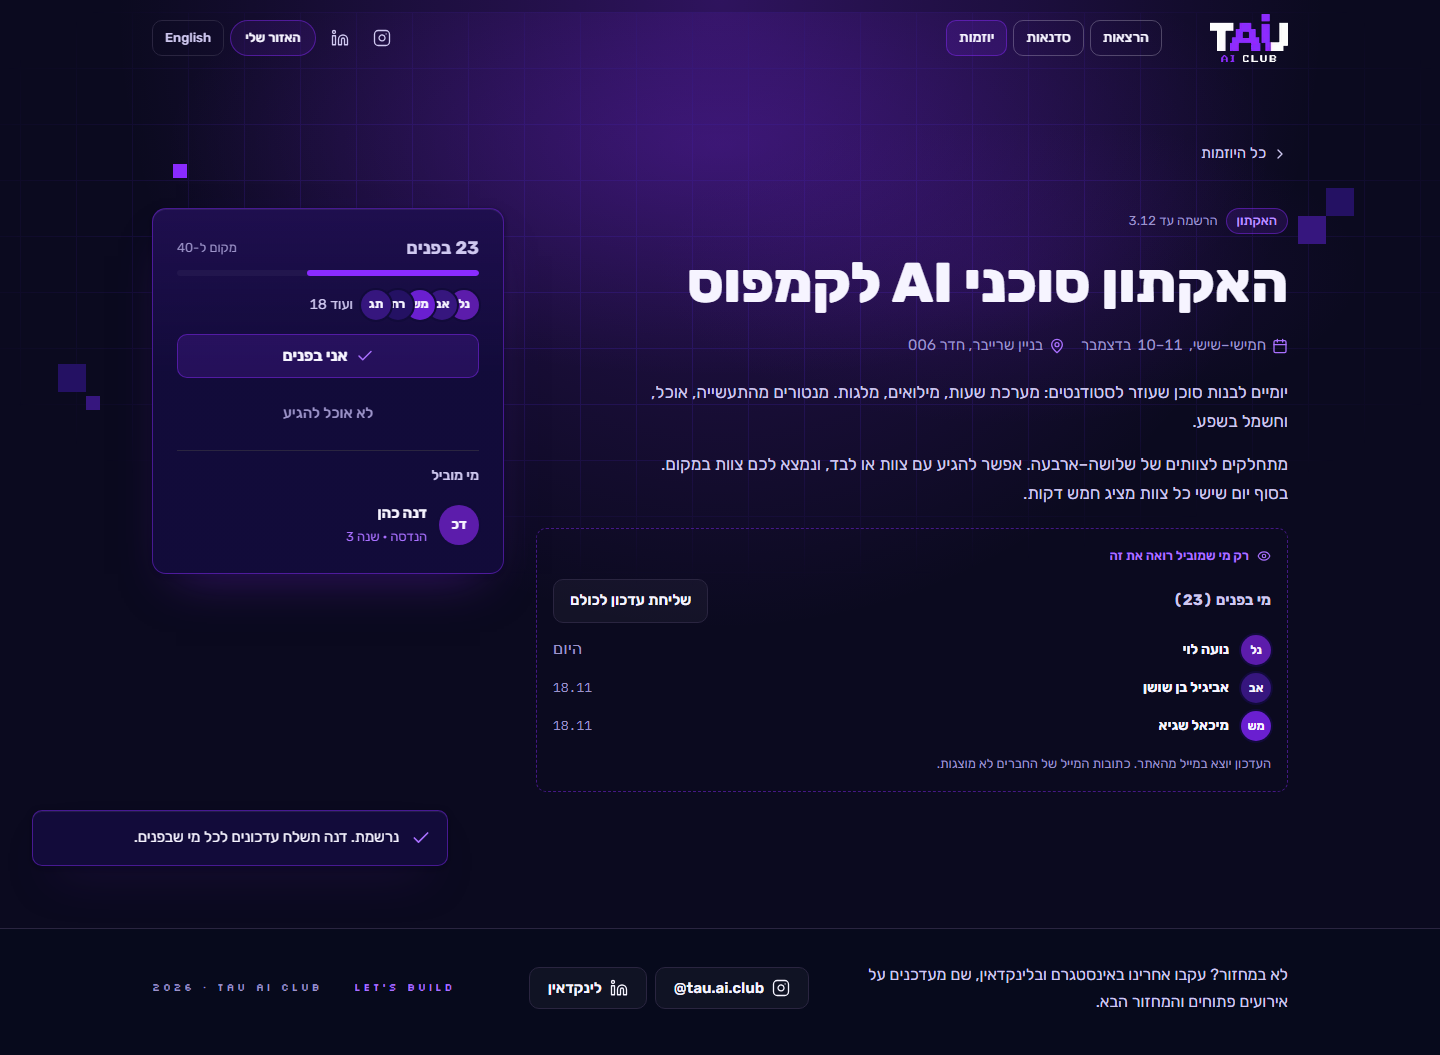 TAU
AI CLUB
הרצאות
סדנאות
יוזמות
האזור שלי
English
כל היוזמות
האקתון
הרשמה עד 3.12
האקתון סוכני AI לקמפוס
חמישי–שישי, 10–11 בדצמבר
בניין שרייבר, חדר 006
יומיים לבנות סוכן שעוזר לסטודנטים: מערכת שעות, מילואים, מלגות. מנטורים מהתעשייה, אוכל,
וחשמל בשפע.
מתחלקים לצוותים של שלושה–ארבעה. אפשר להגיע עם צוות או לבד, ונמצא לכם צוות במקום.
בסוף יום שישי כל צוות מציג חמש דקות.
רק מי שמוביל רואה את זה
מי בפנים (23)
שליחת עדכון לכולם
נל
נועה לוי
היום
אב
אביגיל בן שושן
18.11
מש
מיכאל שגיא
18.11
העדכון יוצא במייל מהאתר. כתובות המייל של החברים לא מוצגות.
23 בפנים
מקום ל-40
נל
אב
מש
תג
ועוד 18
אני בפנים
לא אוכל להגיע
מי מוביל
דכ
דנה כהן
הנדסה • שנה 3
נרשמת. דנה תשלח עדכונים לכל מי שבפנים.
לא במחזור? עקבו אחרינו באינסטגרם ובלינקדאין, שם מעדכנים על
אירועים פתוחים והמחזור הבא.
@tau.ai.club
לינקדאין
LET'S BUILD
2026 · TAU AI CLUB